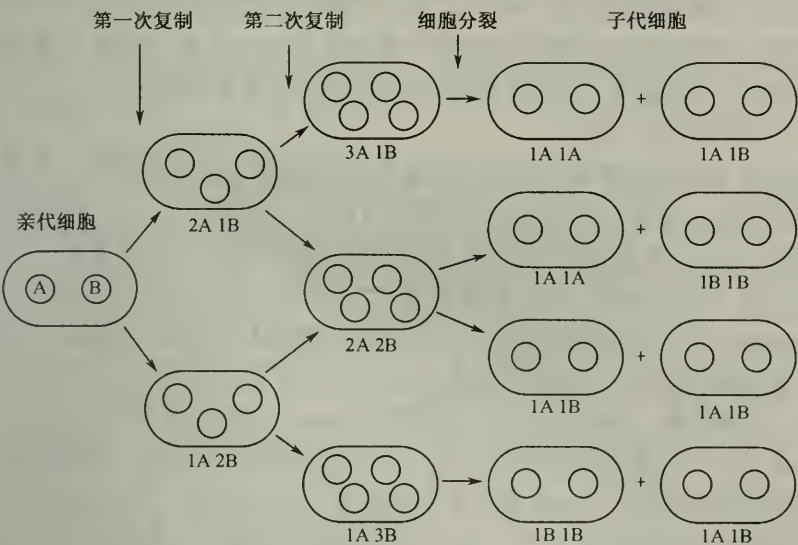 第一次复制 第二次复制 细胞分裂 子代细胞
3A 1B
1A 1A + 1A 1B
亲代细胞
A B
2A 1B
1A 1A + 1B 1B
2A 2B
1A 1B + 1A 1B
1A 2B
1A 3B
1B 1B + 1A 1B